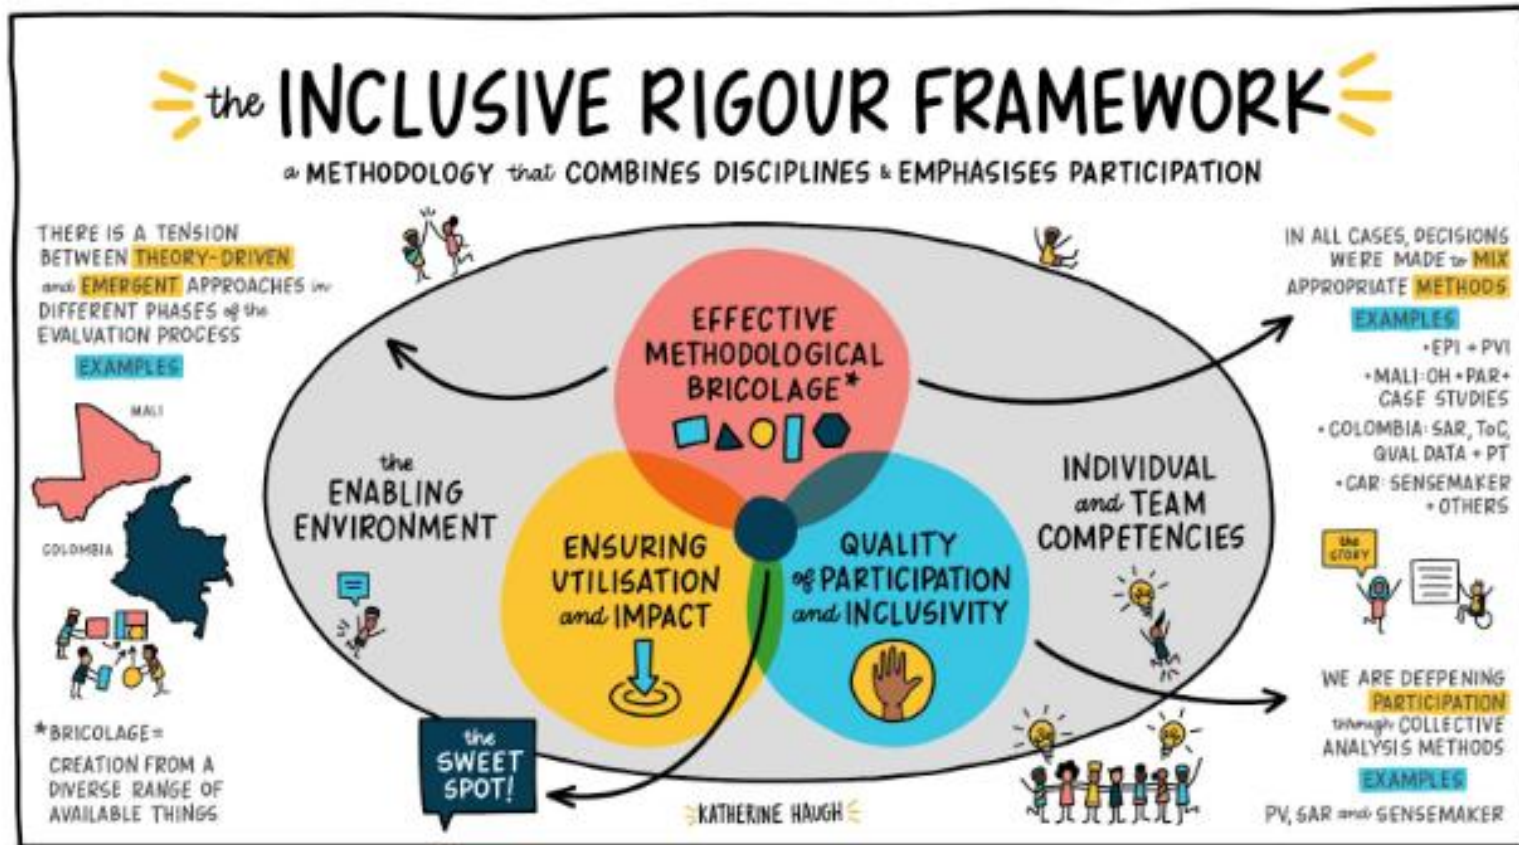 the INCLUSIVE RIGOUR FRAMEWORK
a METHODOLOGY that COMBINES DISCIPLINES & EMPHASISES PARTICIPATION
THERE IS A TENSION
BETWEEN THEORY-DRIVEN
and EMERGENT APPROACHES in
DIFFERENT PHASES of the
EVALUATION PROCESS
EXAMPLES
MALI
COLOMBIA
*BRICOLAGE=
CREATION FROM A
DIVERSE RANGE OF
AVAILABLE THINGS
EFFECTIVE
METHODOLOGICAL
BRICOLAGE*
the
ENABLING
ENVIRONMENT
ENSURING
UTILISATION
and IMPACT
QUALITY
of PARTICIPATION
and INCLUSIVITY
INDIVIDUAL
and TEAM
COMPETENCIES
the
SWEET
SPOT!
KATHERINE HAUGH
IN ALL CASES, DECISIONS
WERE MADE to MIX
APPROPRIATE METHODS
EXAMPLES
•EPI + PVI
•MALI: OH + PAR+
CASE STUDIES
•COLOMBIA: SAR, ToC,
QUAL DATA + PT
•CAR: SENSEMAKER
+ OTHERS
the
STORY
WE ARE DEEPENING
PARTICIPATION
through COLLECTIVE
ANALYSIS METHODS
EXAMPLES
PV, SAR and SENSEMAKER